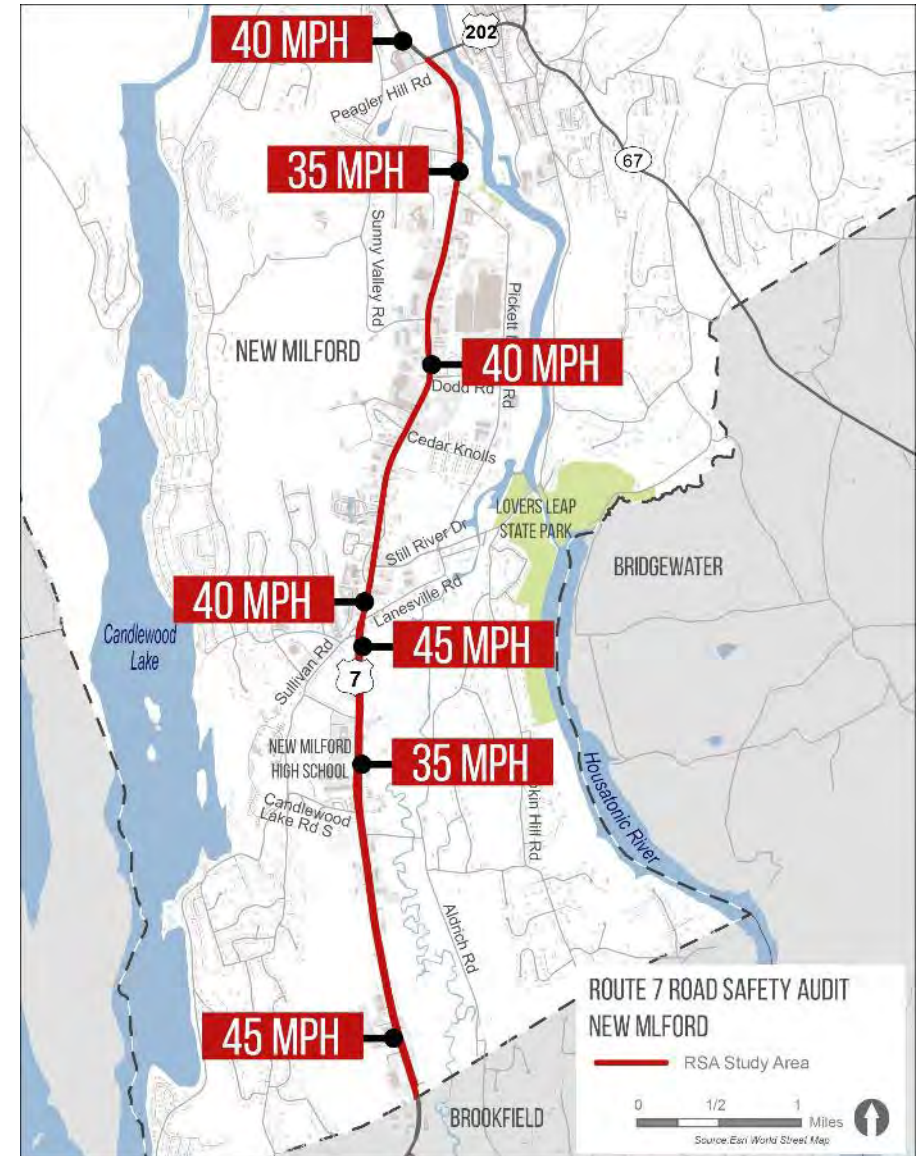 40 MPH
202
Peagler Hill Rd
67
35 MPH
Sunny Valley Rd
Pickett
Rd
NEW MILFORD
40 MPH
Dodd Rd
Cedar Knolls
LOVERS LEAP
STATE PARK
Still River Dr
BRIDGEWATER
40 MPH
Lanesville Rd
Candlewood
Lake
Sullivan Rd
45 MPH
7
NEW MILFORD
HIGH SCHOOL
35 MPH
Candlewood
Lake Rd S
kin Hill Rd
Housatonic River
Aldrich Rd
45 MPH
BROOKFIELD
ROUTE 7 ROAD SAFETY AUDIT
NEW MLFORD
RSA Study Area
0 1/2 1
Miles
Source:Esri World Street Map